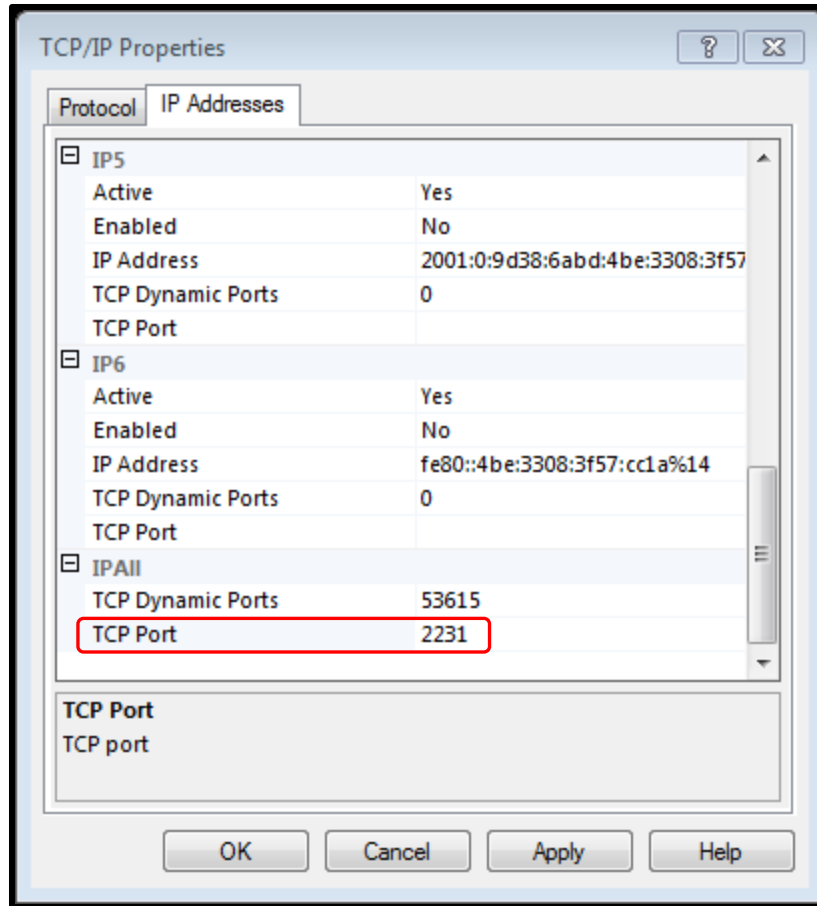 TCP/IP Properties
Protocol IP Addresses
IP5
Active Yes
Enabled No
IP Address 2001:0:9d38:6abd:4be:3308:3f57
TCP Dynamic Ports 0
TCP Port
IP6
Active Yes
Enabled No
IP Address fe80::4be:3308:3f57:cc1a%14
TCP Dynamic Ports 0
TCP Port
IPAll
TCP Dynamic Ports 53615
TCP Port 2231
TCP Port
TCP port
OK Cancel Apply Help